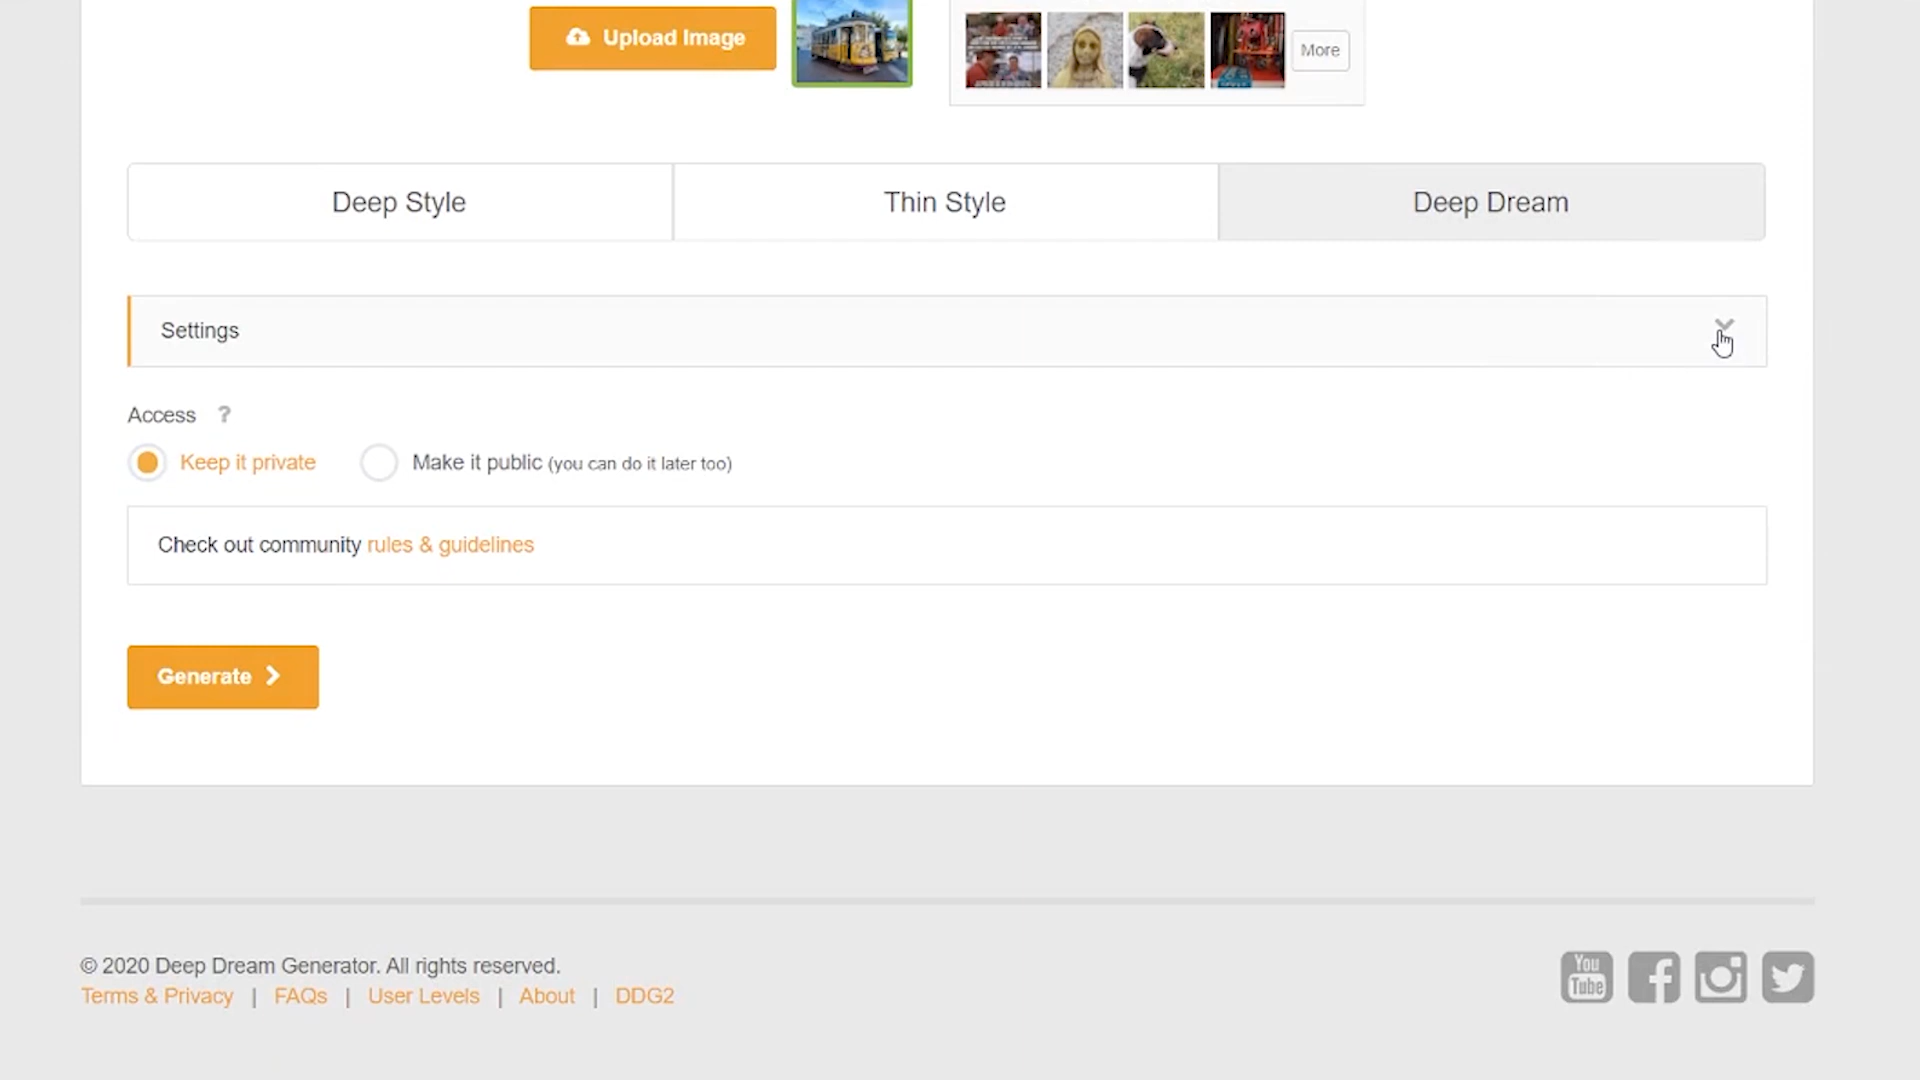 Upload Image
More
Deep Style
Thin Style
Deep Dream
Settings
Access ?
Keep it private
Make it public (you can do it later too)
Check out community rules & guidelines
Generate
© 2020 Deep Dream Generator. All rights reserved.
Terms & Privacy | FAQs | User Levels | About | DDG2
You
Tube